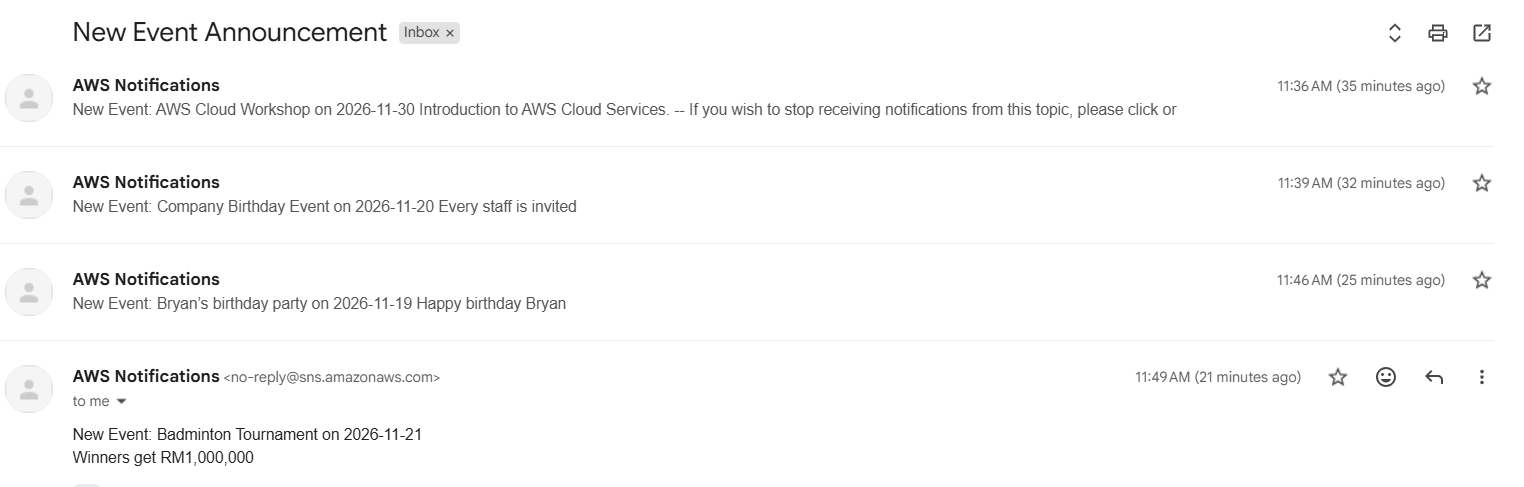 New Event Announcement Inbox ×
AWS Notifications 11:36 AM (35 minutes ago)
New Event: AWS Cloud Workshop on 2026-11-30 Introduction to AWS Cloud Services. -- If you wish to stop receiving notifications from this topic, please click or
AWS Notifications 11:39 AM (32 minutes ago)
New Event: Company Birthday Event on 2026-11-20 Every staff is invited
AWS Notifications 11:46 AM (25 minutes ago)
New Event: Bryan’s birthday party on 2026-11-19 Happy birthday Bryan
AWS Notifications <no-reply@sns.amazonaws.com> 11:49 AM (21 minutes ago)
to me
New Event: Badminton Tournament on 2026-11-21
Winners get RM1,000,000